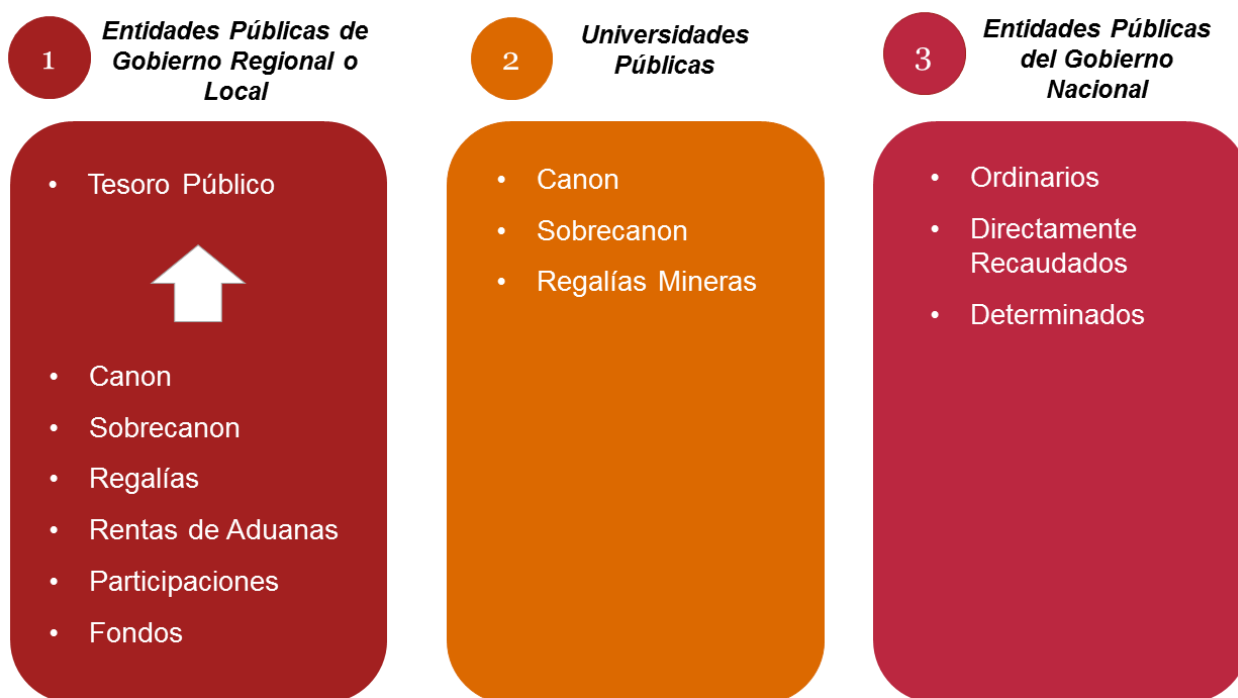 1
Entidades Públicas de
Gobierno Regional o
Local
• Tesoro Público
• Canon
• Sobrecanon
• Regalías
• Rentas de Aduanas
• Participaciones
• Fondos
2
Universidades
Públicas
• Canon
• Sobrecanon
• Regalías Mineras
3
Entidades Públicas
del Gobierno
Nacional
• Ordinarios
• Directamente
Recaudados
• Determinados